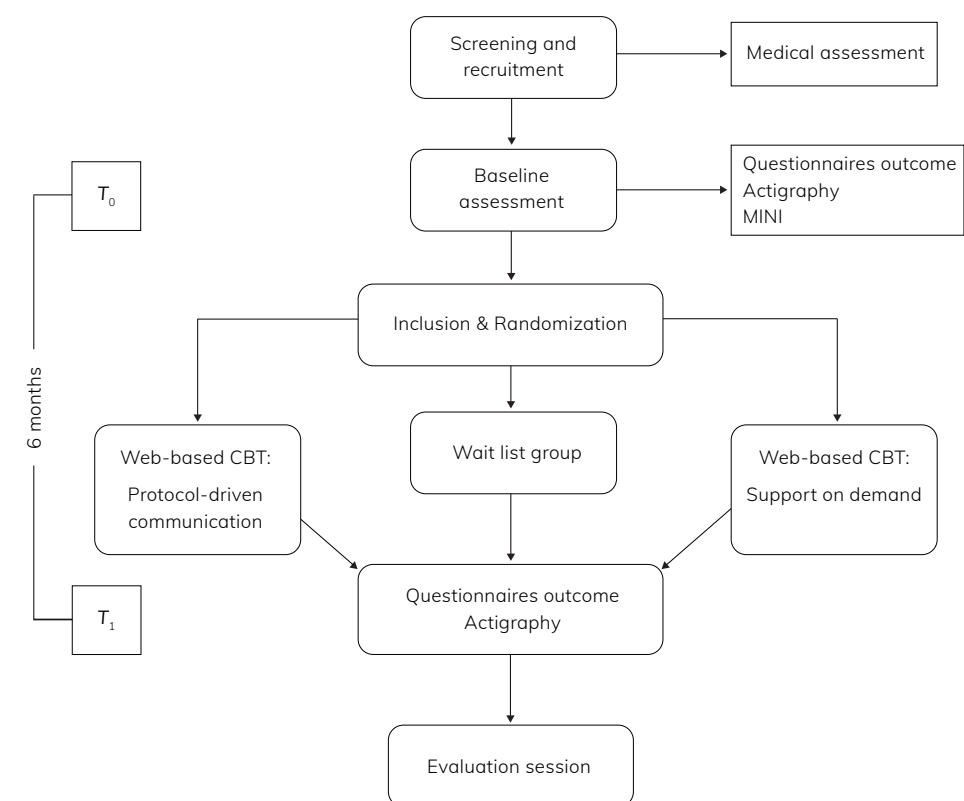 Screening and
recruitment
Medical assessment
T₀
Baseline
assessment
Questionnaires outcome
Actigraphy
MINI
Inclusion & Randomization
6 months
Web-based CBT:
Protocol-driven
communication
Wait list group
Web-based CBT:
Support on demand
T₁
Questionnaires outcome
Actigraphy
Evaluation session